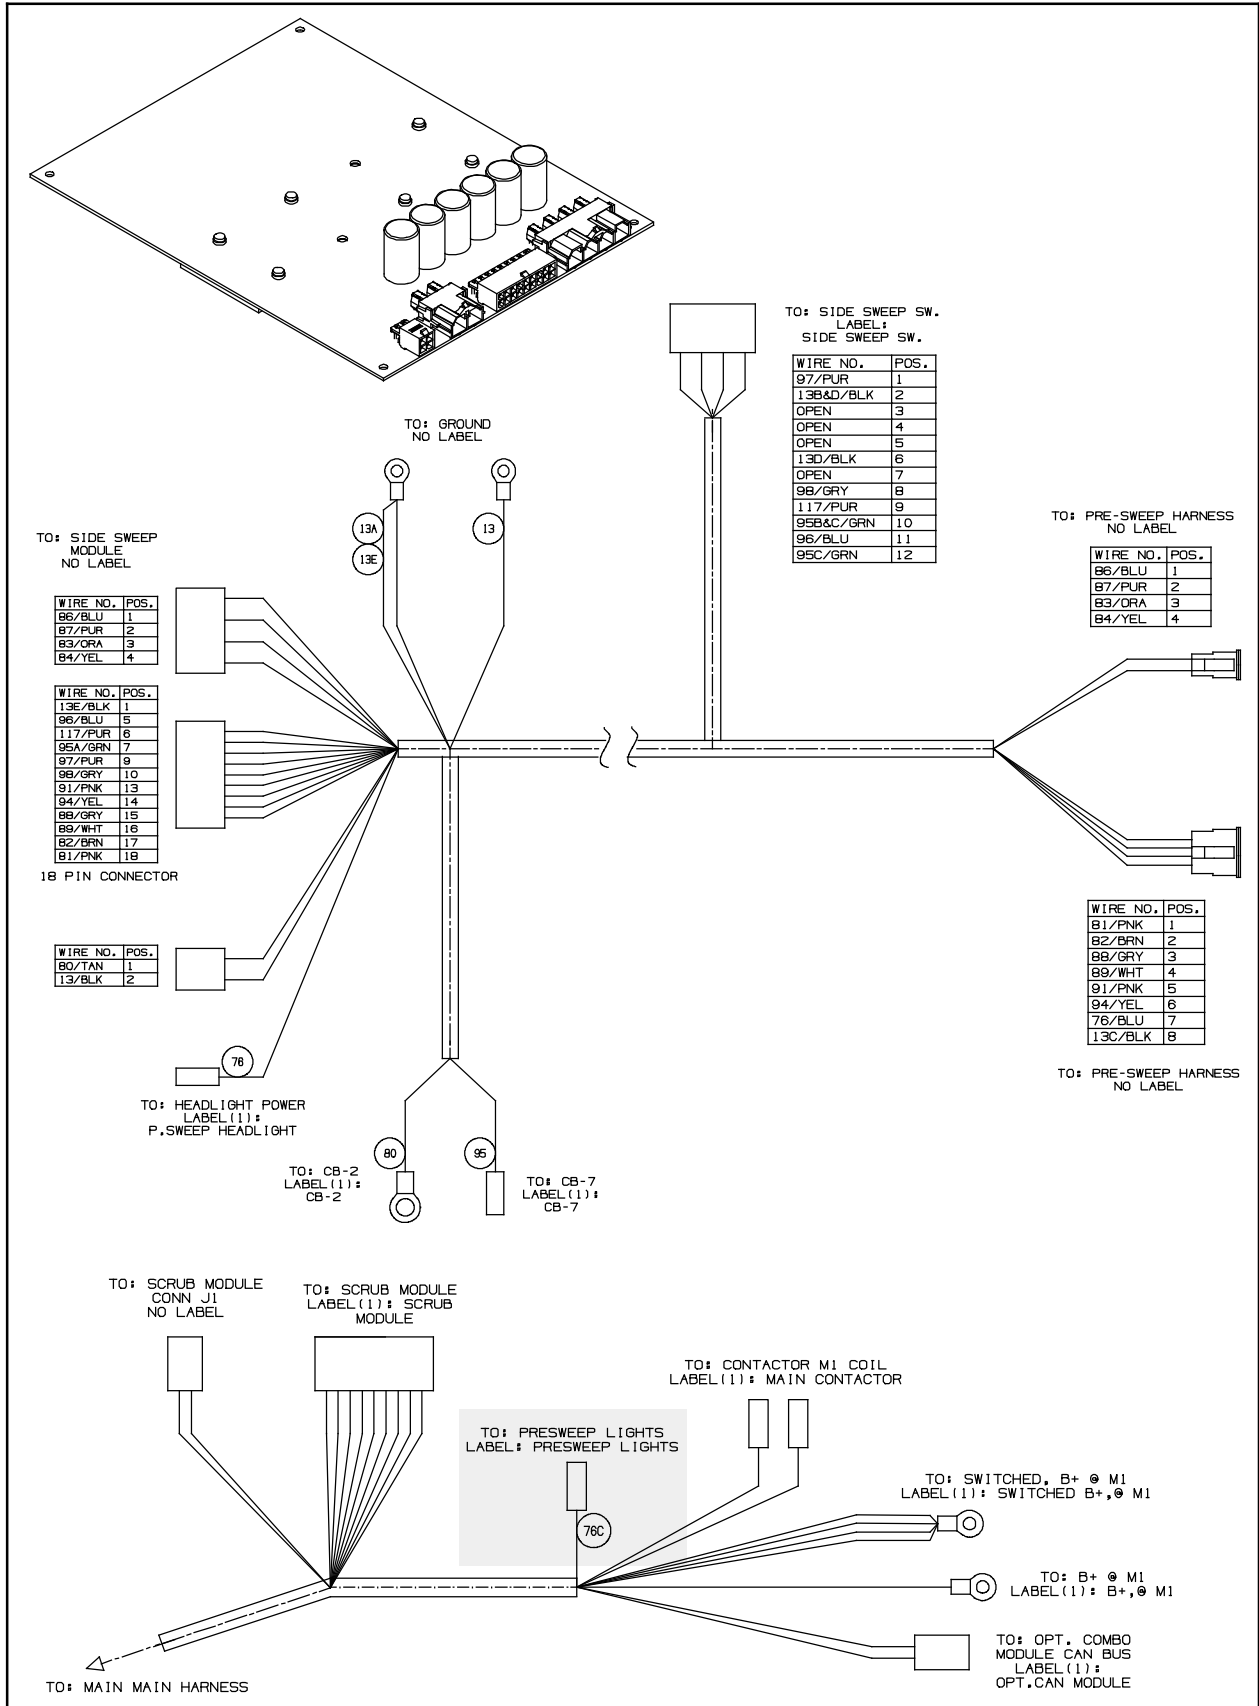 TO: SIDE SWEEP SW.
LABEL:
SIDE SWEEP SW.
WIRE NO. POS.
97/PUR 1
13B&D/BLK 2
OPEN 3
OPEN 4
OPEN 5
13D/BLK 6
OPEN 7
98/GRY 8
117/PUR 9
95B&C/GRN 10
96/BLU 11
95C/GRN 12
TO: GROUND
NO LABEL
13A
13E
13
TO: SIDE SWEEP
MODULE
NO LABEL
WIRE NO. POS.
86/BLU 1
87/PUR 2
83/ORA 3
84/YEL 4
WIRE NO. POS.
13E/BLK 1
96/BLU 5
117/PUR 6
95A/GRN 7
97/PUR 9
98/GRY 10
91/PNK 13
94/YEL 14
88/GRY 15
89/WHT 16
82/BRN 17
81/PNK 18
18 PIN CONNECTOR
WIRE NO. POS.
80/TAN 1
13/BLK 2
76
TO: HEADLIGHT POWER
LABEL(1):
P.SWEEP HEADLIGHT
TO: PRE-SWEEP HARNESS
NO LABEL
WIRE NO. POS.
86/BLU 1
87/PUR 2
83/ORA 3
84/YEL 4
WIRE NO. POS.
81/PNK 1
82/BRN 2
88/GRY 3
89/WHT 4
91/PNK 5
94/YEL 6
76/BLU 7
13C/BLK 8
TO: PRE-SWEEP HARNESS
NO LABEL
80
TO: CB-2
LABEL(1):
CB-2
95
TO: CB-7
LABEL(1):
CB-7
TO: SCRUB MODULE
CONN J1
NO LABEL
TO: SCRUB MODULE
LABEL(1): SCRUB
MODULE
TO: PRESWEEP LIGHTS
LABEL: PRESWEEP LIGHTS
76C
TO: CONTACTOR M1 COIL
LABEL(1): MAIN CONTACTOR
TO: SWITCHED, B+ @ M1
LABEL(1): SWITCHED B+,@ M1
TO: B+ @ M1
LABEL(1): B+,@ M1
TO: OPT. COMBO
MODULE CAN BUS
LABEL(1):
OPT.CAN MODULE
TO: MAIN MAIN HARNESS